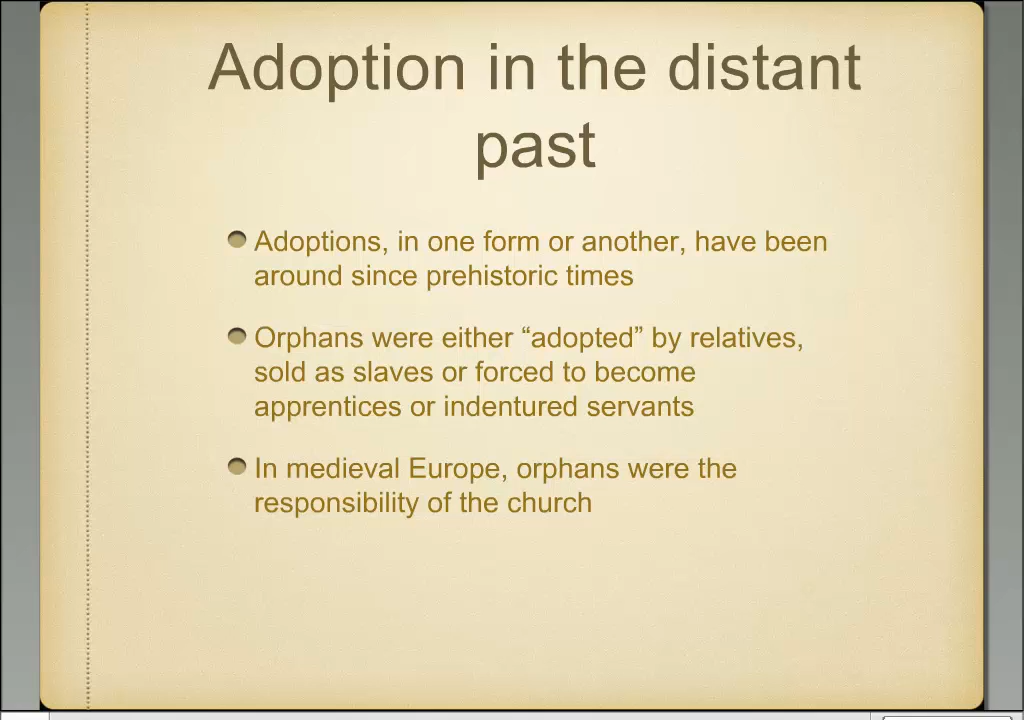 Adoption in the distant
past
Adoptions, in one form or another, have been
around since prehistoric times
Orphans were either “adopted” by relatives,
sold as slaves or forced to become
apprentices or indentured servants
In medieval Europe, orphans were the
responsibility of the church